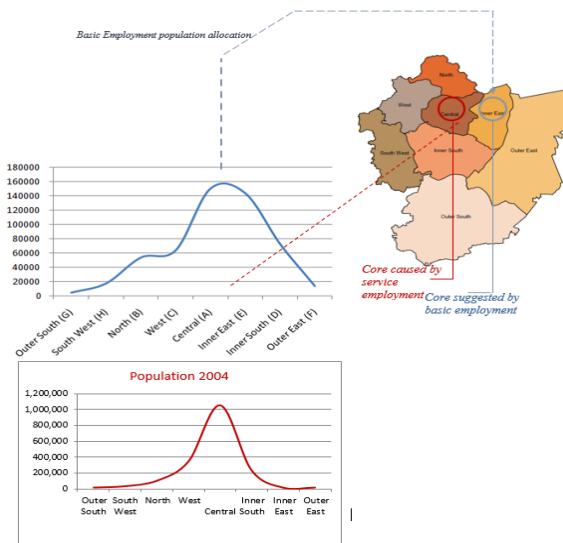 Basic Employment population allocation
North
West
Central
Inner East
South West
Inner South
Outer East
Outer South
Core caused by
service
employment
Core suggested by
basic employment
180000
160000
140000
120000
100000
80000
60000
40000
20000
0
Outer South (G)
South West (H)
North (B)
West (C)
Central (A)
Inner East (E)
Inner South (D)
Outer East (F)
Population 2004
1,200,000
1,000,000
800,000
600,000
400,000
200,000
0
Outer South
South West
North
West
Central
Inner South
Inner East
Outer East